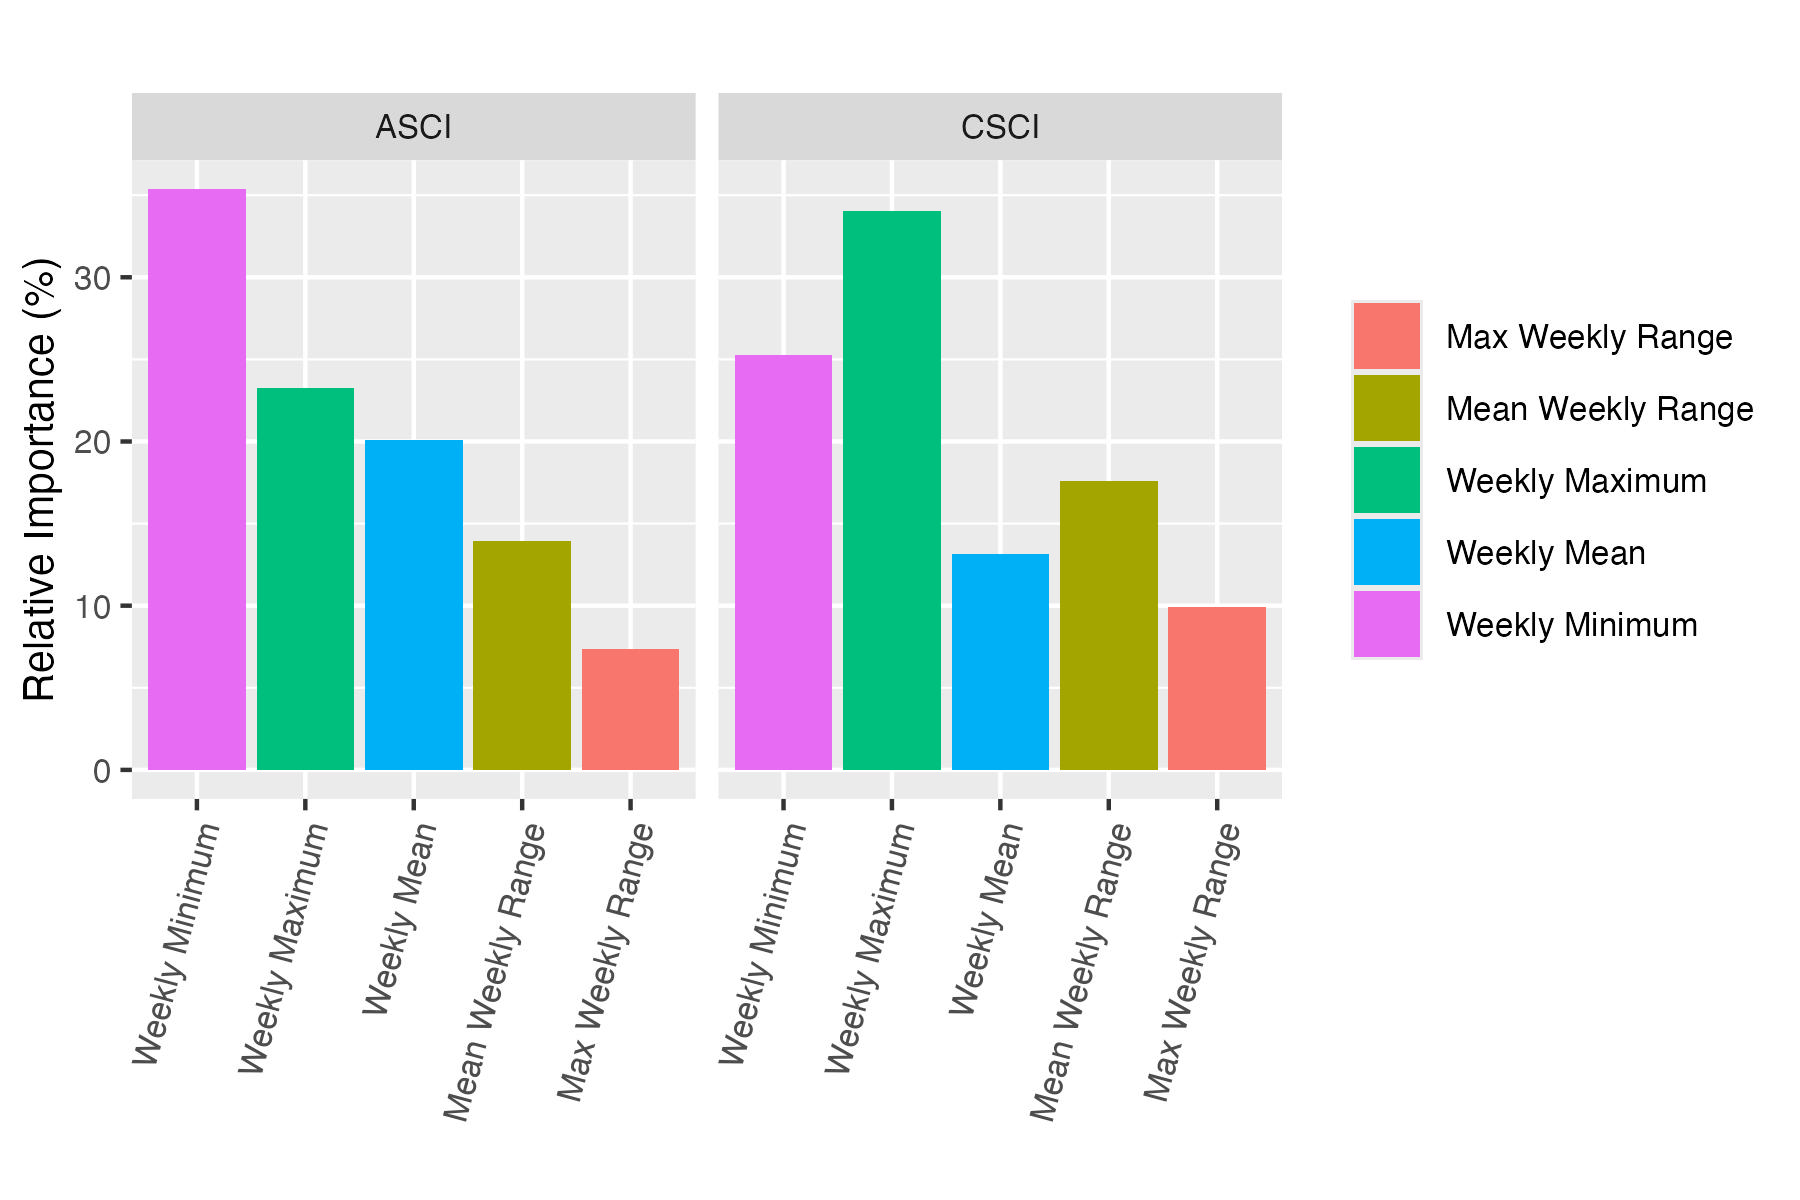 ASCI
CSCI
Relative Importance (%)
30
20
10
0
Weekly Minimum
Weekly Maximum
Weekly Mean
Mean Weekly Range
Max Weekly Range
Weekly Minimum
Weekly Maximum
Weekly Mean
Mean Weekly Range
Max Weekly Range
Max Weekly Range
Mean Weekly Range
Weekly Maximum
Weekly Mean
Weekly Minimum